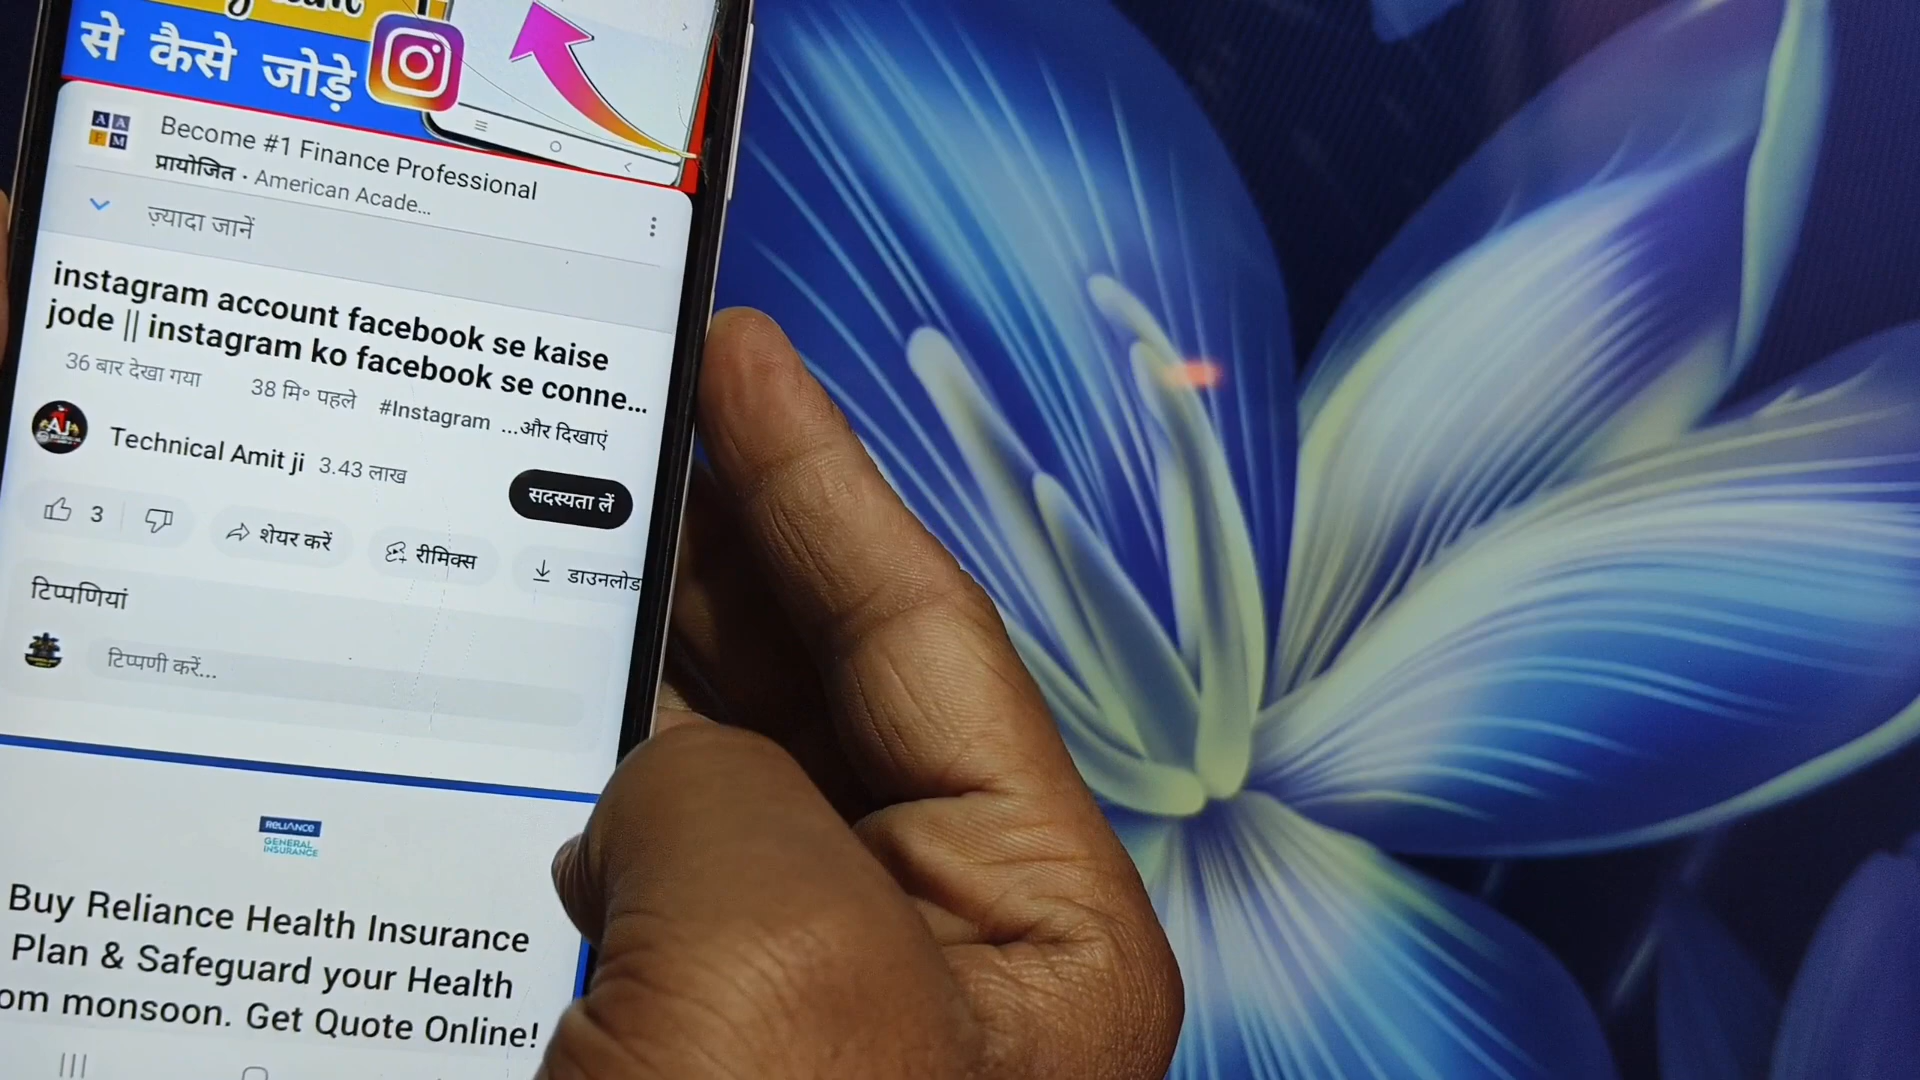 से कैसे जोड़े
A A
F M
Become #1 Finance Professional
प्रायोजित · American Acade...
ज़्यादा जानें
instagram account facebook se kaise
jode || instagram ko facebook se conne...
36 बार देखा गया 38 मि॰ पहले #Instagram ...और दिखाएं
Technical Amit ji 3.43 लाख
सदस्यता लें
3 शेयर करें रीमिक्स डाउनलोड
टिप्पणियां
टिप्पणी करें...
RELIANCE
GENERAL
INSURANCE
Buy Reliance Health Insurance
Plan & Safeguard your Health
om monsoon. Get Quote Online!